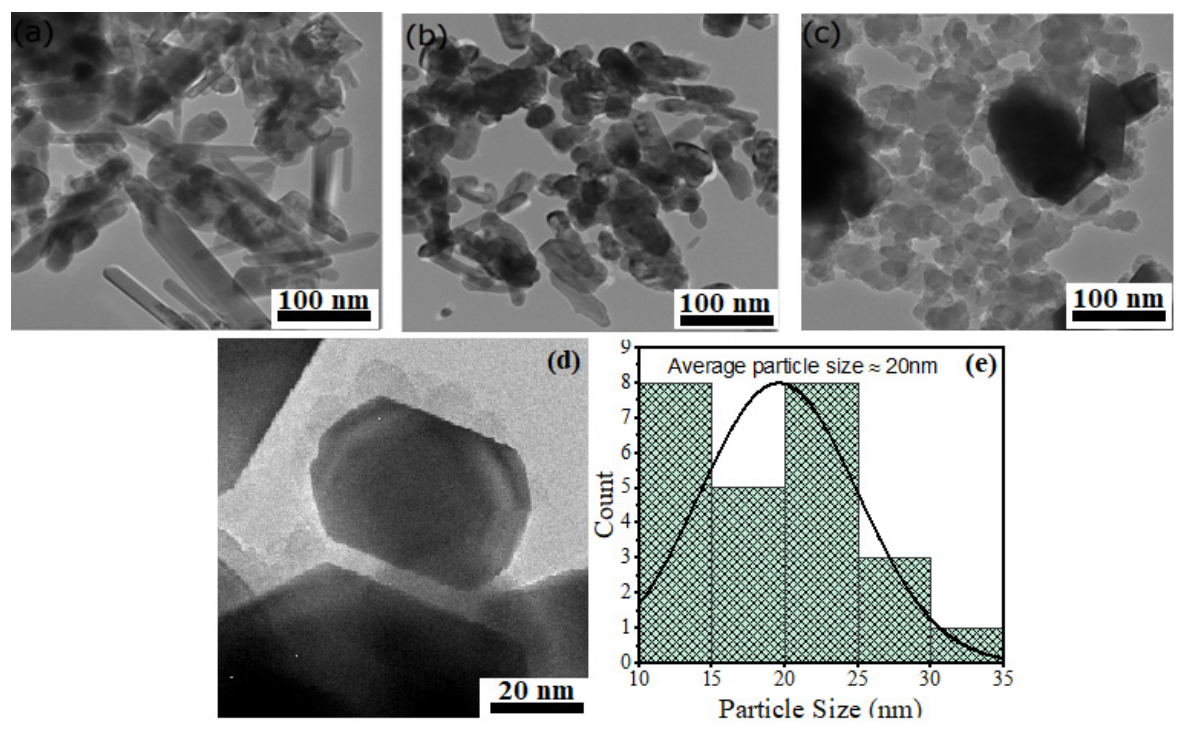 (a)
(b)
(c)
100 nm
100 nm
100 nm
(d)
20 nm
Average particle size ≈ 20nm
(e)
9
8
7
6
5
4
3
2
1
0
Count
10 15 20 25 30 35
Particle Size (nm)